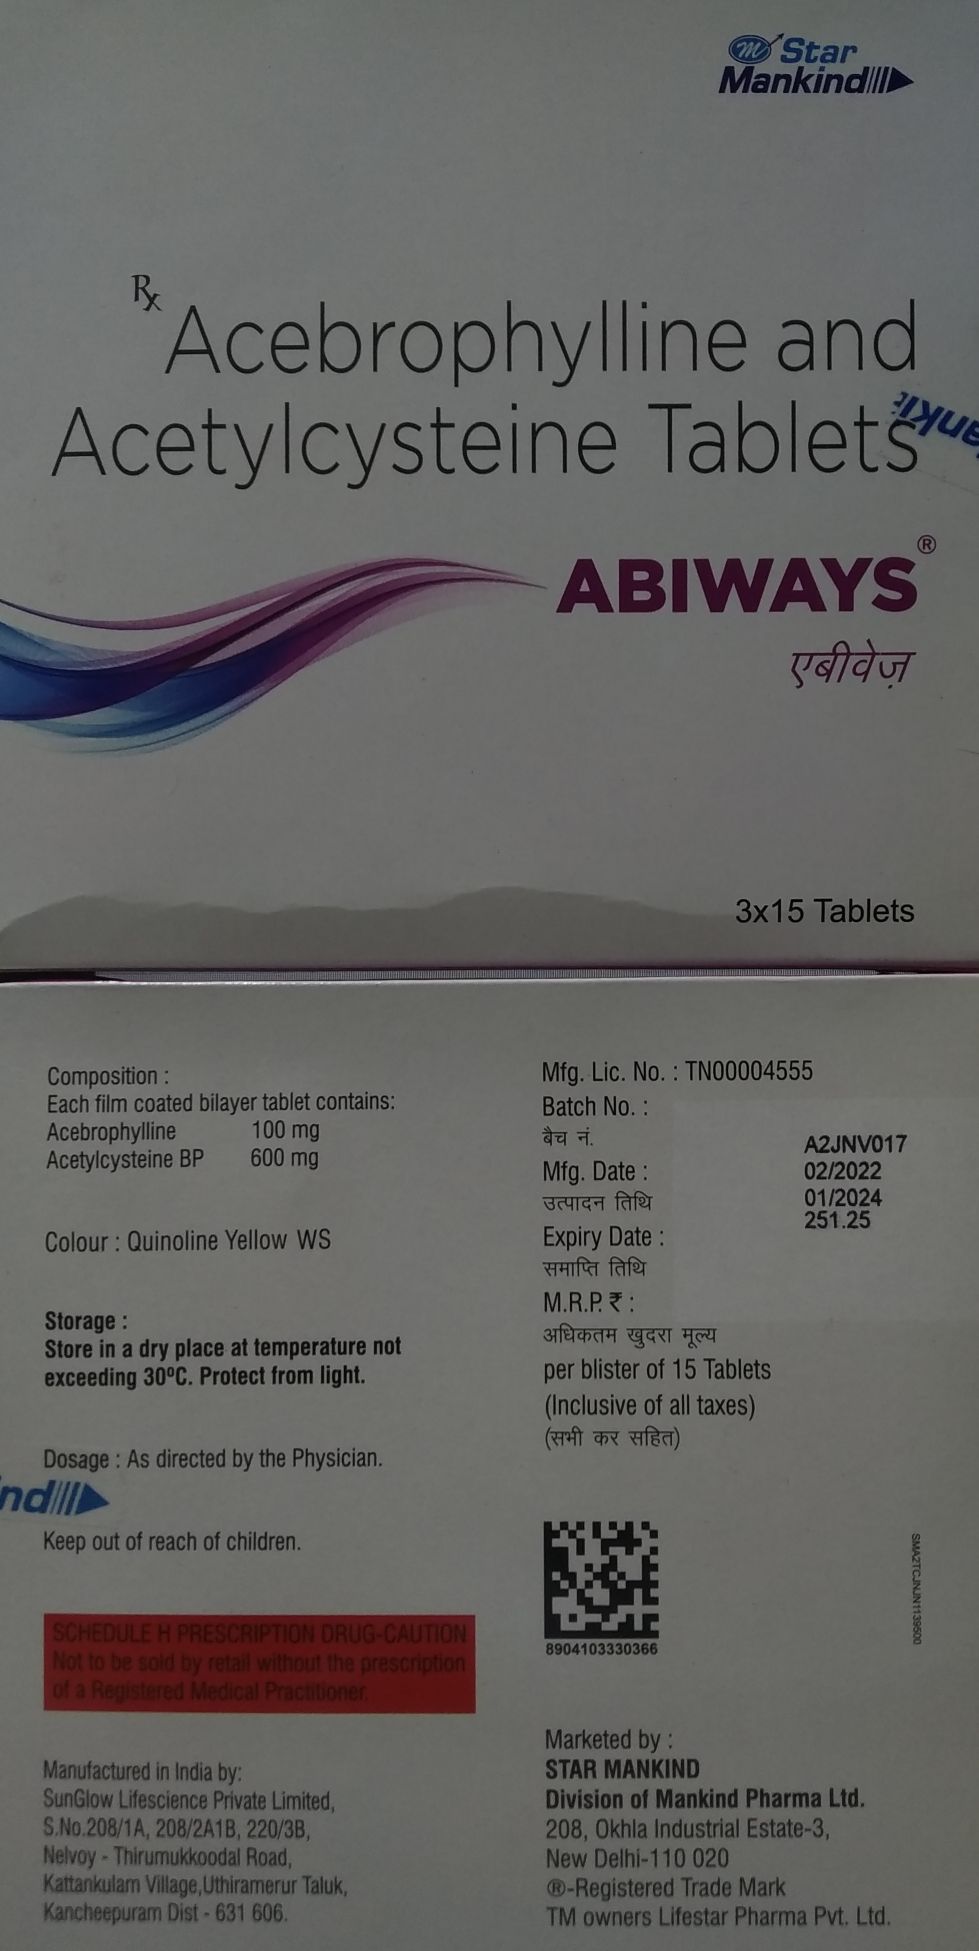 Star
Mankind
Rx
Acebrophylline and
Acetylcysteine Tablets
ABIWAYS®
एबीवेज़
3x15 Tablets
Composition :
Each film coated bilayer tablet contains:
Acebrophylline 100 mg
Acetylcysteine BP 600 mg
Colour : Quinoline Yellow WS
Storage :
Store in a dry place at temperature not
exceeding 30ºC. Protect from light.
Dosage : As directed by the Physician.
Keep out of reach of children.
SCHEDULE H PRESCRIPTION DRUG-CAUTION
Not to be sold by retail without the prescription
of a Registered Medical Practitioner.
Manufactured in India by:
SunGlow Lifescience Private Limited,
S.No.208/1A, 208/2A1B, 220/3B,
Nelvoy - Thirumukkoodal Road,
Kattankulam Village,Uthiramerur Taluk,
Kancheepuram Dist - 631 606.
Mfg. Lic. No. : TN00004555
Batch No. :
बैच नं.
A2JNV017
Mfg. Date :
02/2022
उत्पादन तिथि
01/2024
251.25
Expiry Date :
समाप्ति तिथि
M.R.P. ₹ :
अधिकतम खुदरा मूल्य
per blister of 15 Tablets
(Inclusive of all taxes)
(सभी कर सहित)
8904103330366
SMA2TCJNJN1139500
Marketed by :
STAR MANKIND
Division of Mankind Pharma Ltd.
208, Okhla Industrial Estate-3,
New Delhi-110 020
®-Registered Trade Mark
TM owners Lifestar Pharma Pvt. Ltd.